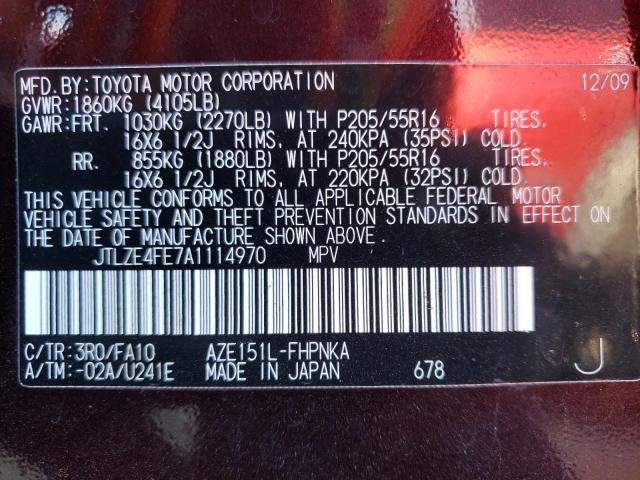 MFD.BY:TOYOTA MOTOR CORPORATION 12/09
GVWR:1860KG (4105LB)
GAWR:FRT. 1030KG (2270LB) WITH P205/55R16 TIRES.
16X6 1/2J RIMS, AT 240KPA (35PSI) COLD
RR. 855KG (1880LB) WITH P205/55R16 TIRES.
16X6 1/2J RIMS, AT 220KPA (32PSI) COLD.
THIS VEHICLE CONFORMS TO ALL APPLICABLE FEDERAL MOTOR
VEHICLE SAFETY AND THEFT PREVENTION STANDARDS IN EFFECT ON
THE DATE OF MANUFACTURE SHOWN ABOVE.
JTLZE4FE7A1114970 MPV
C/TR:3R0/FA10 AZE151L-FHPNKA
A/TM:-02A/U241E MADE IN JAPAN 678 J